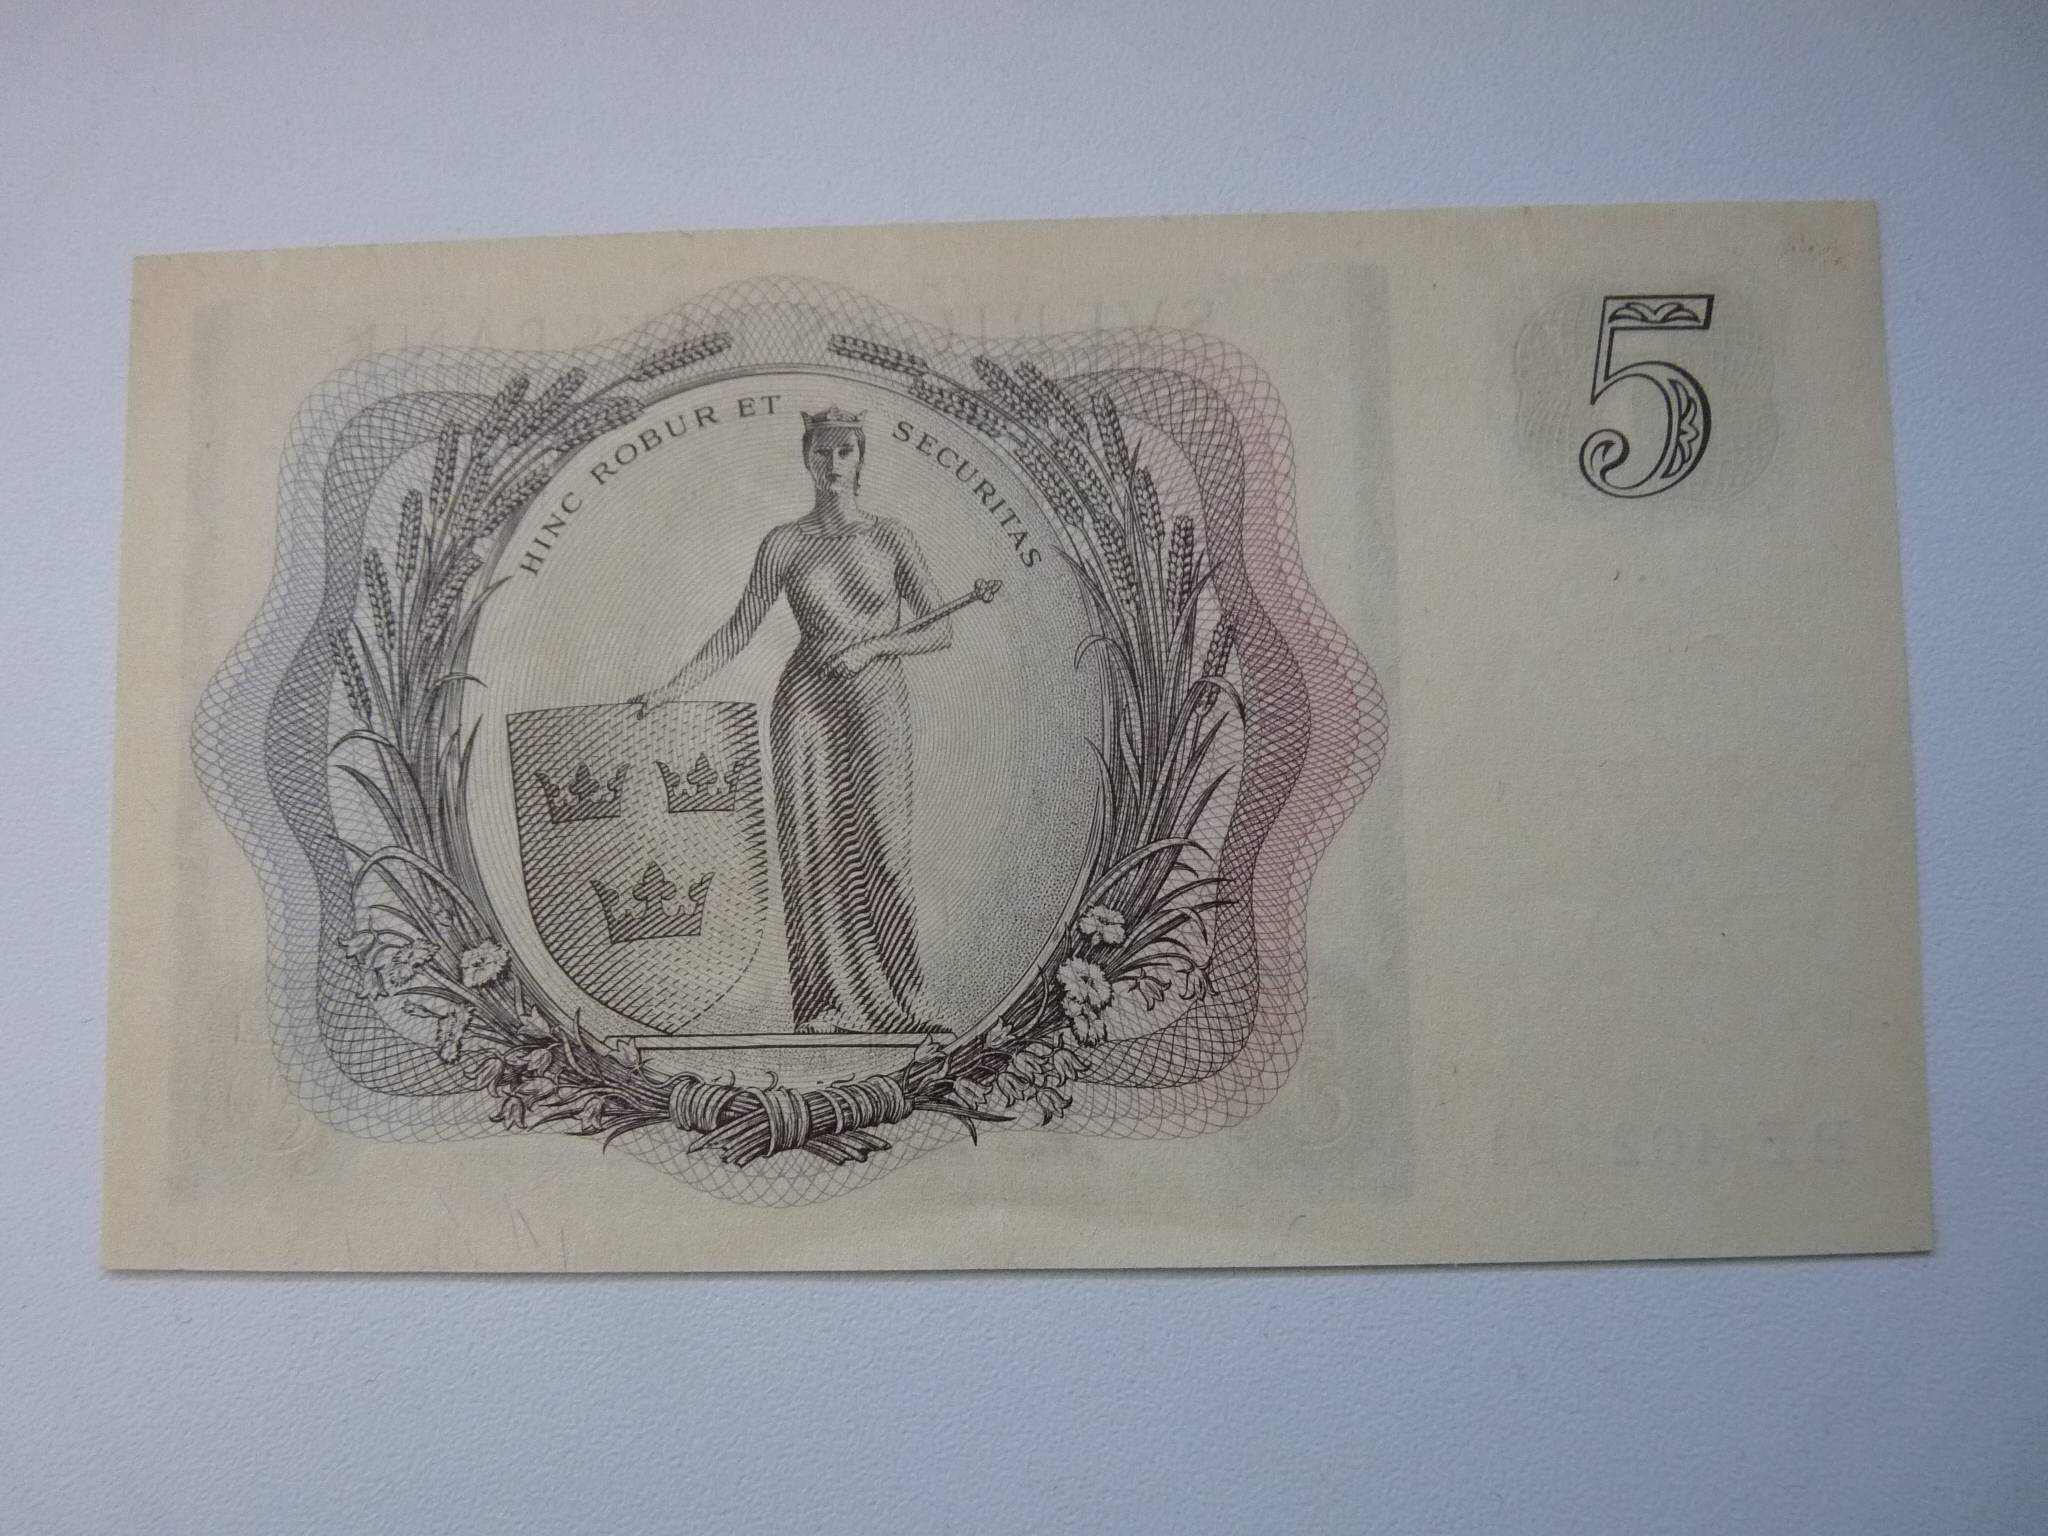 HINC ROBUR ET SECURITAS
5